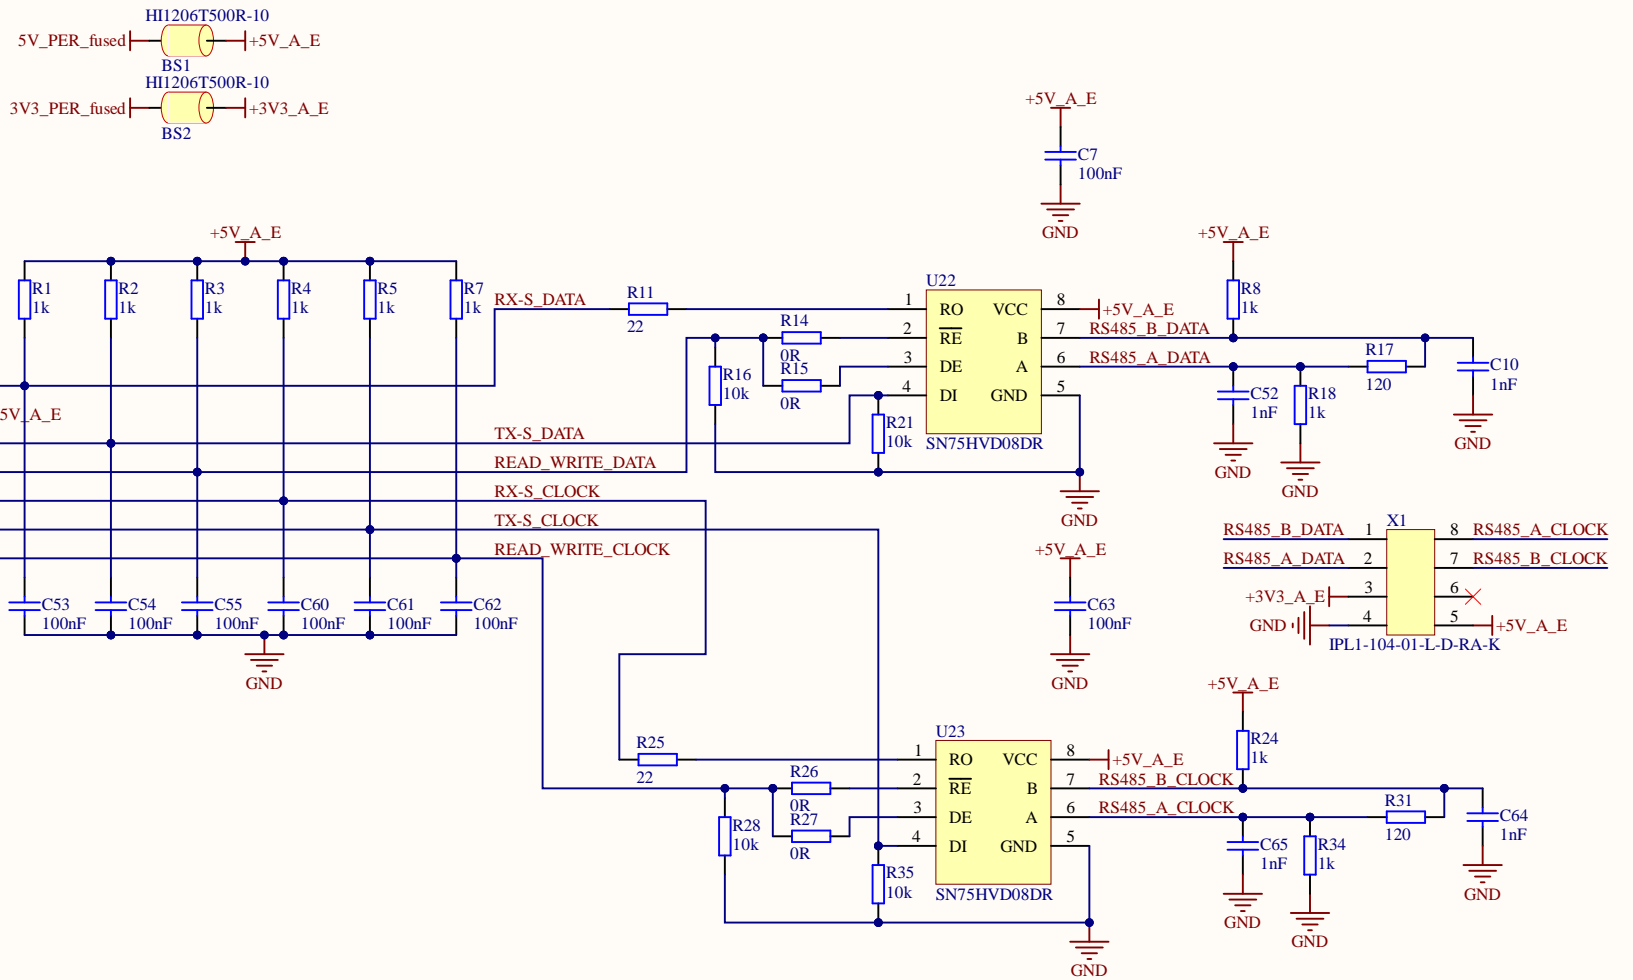 HI1206T500R-10
5V_PER_fused
+5V_A_E
BS1
HI1206T500R-10
3V3_PER_fused
+3V3_A_E
BS2
+5V_A_E
C7
100nF
GND
+5V_A_E
R1
1k
R2
1k
R3
1k
R4
1k
R5
1k
R7
1k
5V_A_E
RX-S_DATA
TX-S_DATA
READ_WRITE_DATA
RX-S_CLOCK
TX-S_CLOCK
READ_WRITE_CLOCK
C53
100nF
C54
100nF
C55
100nF
C60
100nF
C61
100nF
C62
100nF
GND
R11
22
R14
0R
R15
0R
R16
10k
R21
10k
U22
1 RO VCC 8
2 RE B 7
3 DE A 6
4 DI GND 5
SN75HVD08DR
+5V_A_E
RS485_B_DATA
RS485_A_DATA
GND
+5V_A_E
R8
1k
R17
120
C10
1nF
GND
C52
1nF
GND
R18
1k
GND
+5V_A_E
C63
100nF
GND
X1
RS485_B_DATA 1 8 RS485_A_CLOCK
RS485_A_DATA 2 7 RS485_B_CLOCK
+3V3_A_E 3 6
GND 4 5 +5V_A_E
IPL1-104-01-L-D-RA-K
R25
22
R26
0R
R27
0R
R28
10k
R35
10k
U23
1 RO VCC 8
2 RE B 7
3 DE A 6
4 DI GND 5
SN75HVD08DR
+5V_A_E
RS485_B_CLOCK
RS485_A_CLOCK
GND
+5V_A_E
R24
1k
R31
120
C64
1nF
GND
C65
1nF
GND
R34
1k
GND